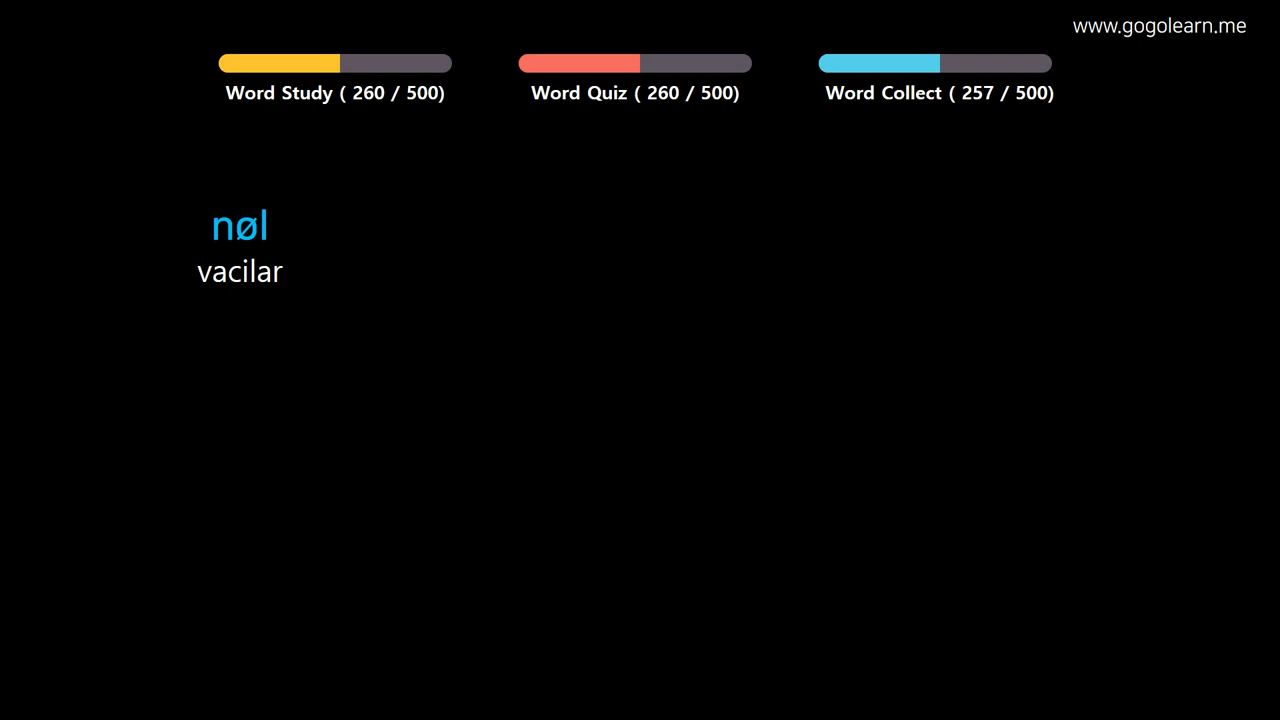 www.gogolearn.me
Word Study ( 260 / 500)
Word Quiz ( 260 / 500)
Word Collect ( 257 / 500)
nøl
vacilar